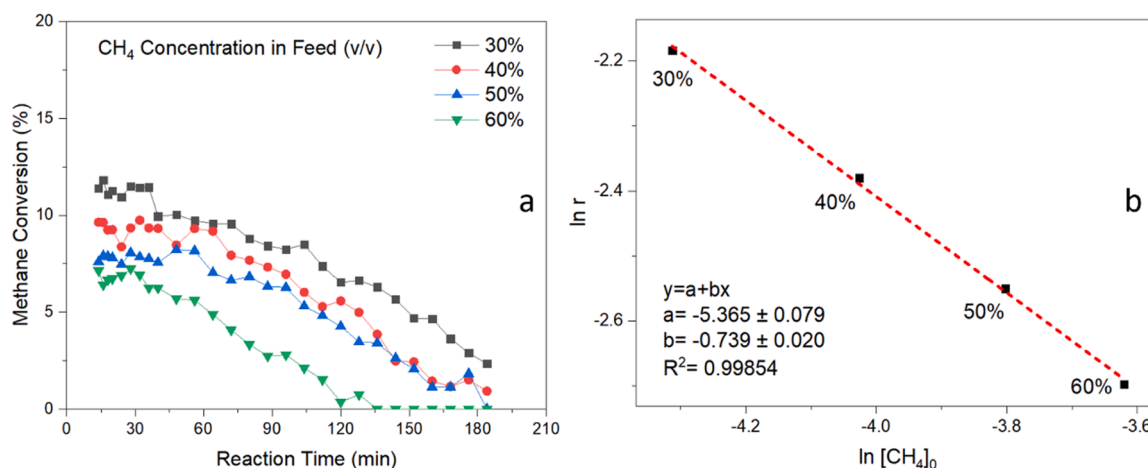 CH₄ Concentration in Feed (v/v)
30%
40%
50%
60%
a
Methane Conversion (%)
20
15
10
5
0
0 30 60 90 120 150 180 210
Reaction Time (min)
b
ln r
-2.2
-2.4
-2.6
30%
40%
50%
60%
y=a+bx
a= -5.365 ± 0.079
b= -0.739 ± 0.020
R²= 0.99854
-4.2 -4.0 -3.8 -3.6
ln [CH₄]₀